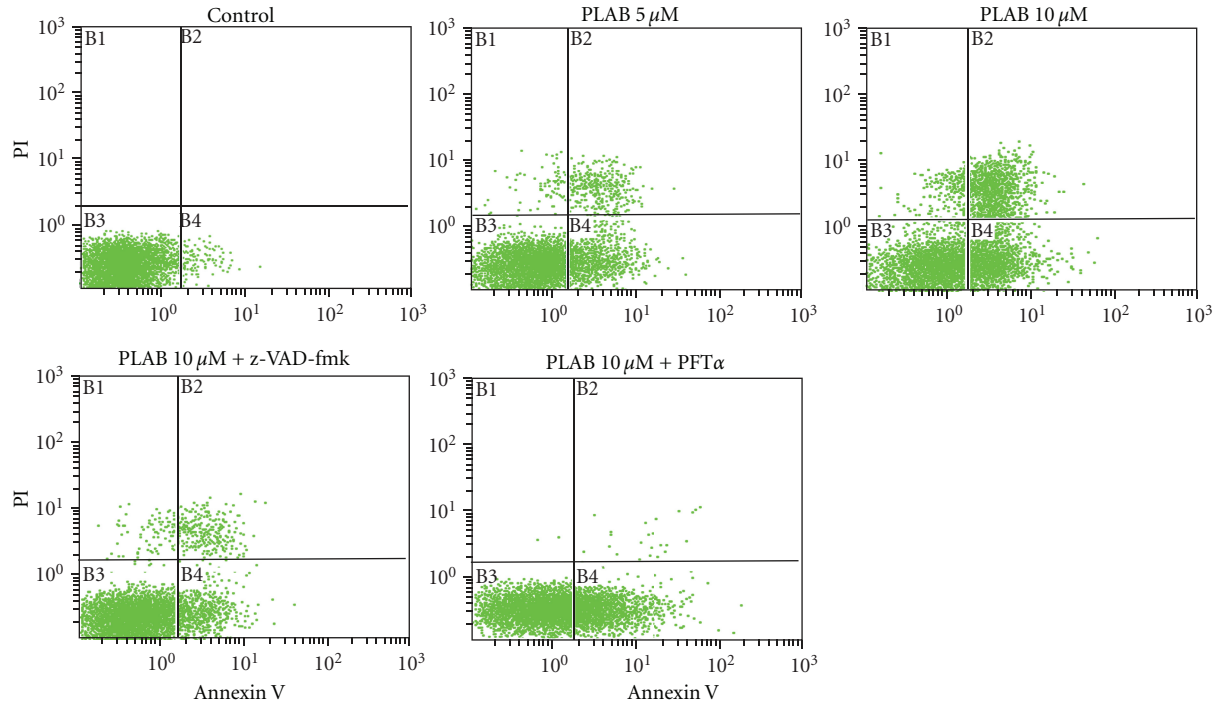 Control
PI
10³
10²
10¹
10⁰
B1
B2
B3
B4
10⁰
10¹
10²
10³
PLAB 5 µM
10³
10²
10¹
10⁰
B1
B2
B3
B4
10⁰
10¹
10²
10³
PLAB 10 µM
10³
10²
10¹
10⁰
B1
B2
B3
B4
10⁰
10¹
10²
10³
PLAB 10 µM + z-VAD-fmk
PI
10³
10²
10¹
10⁰
B1
B2
B3
B4
10⁰
10¹
10²
10³
Annexin V
PLAB 10 µM + PFTα
10³
10²
10¹
10⁰
B1
B2
B3
B4
10⁰
10¹
10²
10³
Annexin V